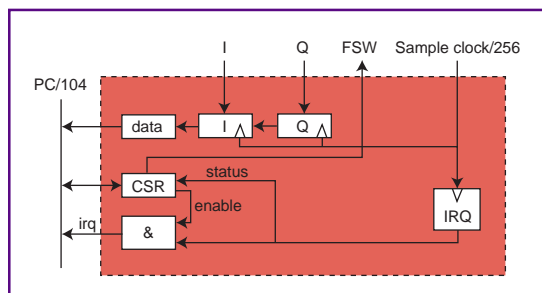 I Q FSW Sample clock/256
PC/104
data I Q
status
CSR
enable
IRQ
irq &